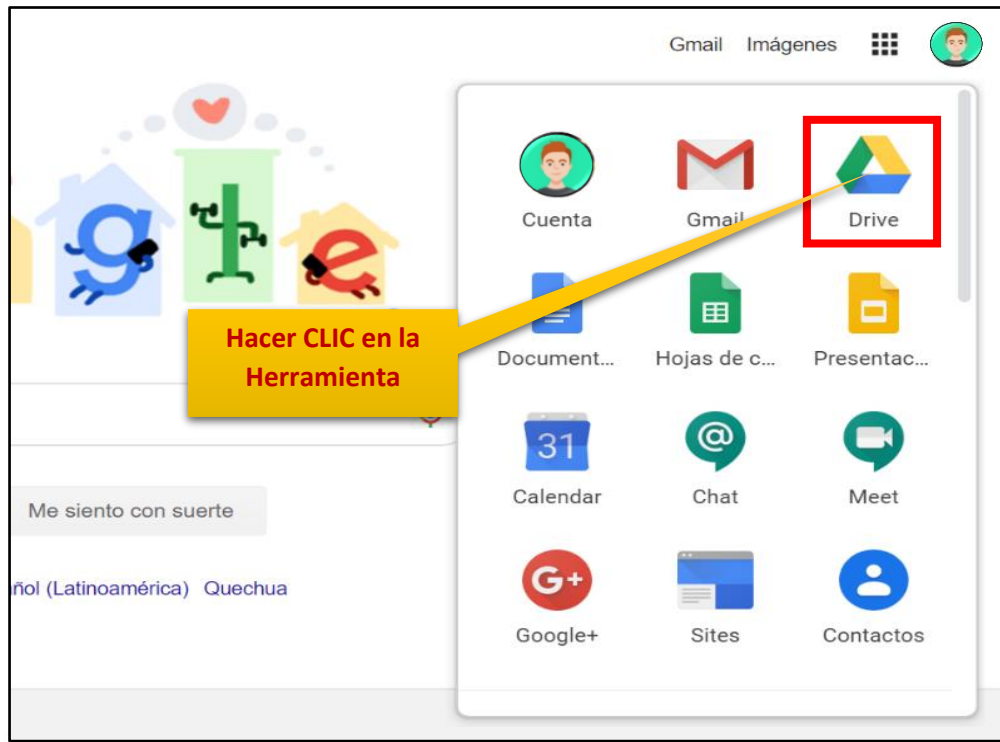 Gmail Imágenes
Cuenta Gmail Drive
Hacer CLIC en la
Herramienta
Document... Hojas de c... Presentac...
31
Calendar Chat Meet
Me siento con suerte
ñol (Latinoamérica) Quechua
G+
Google+ Sites Contactos